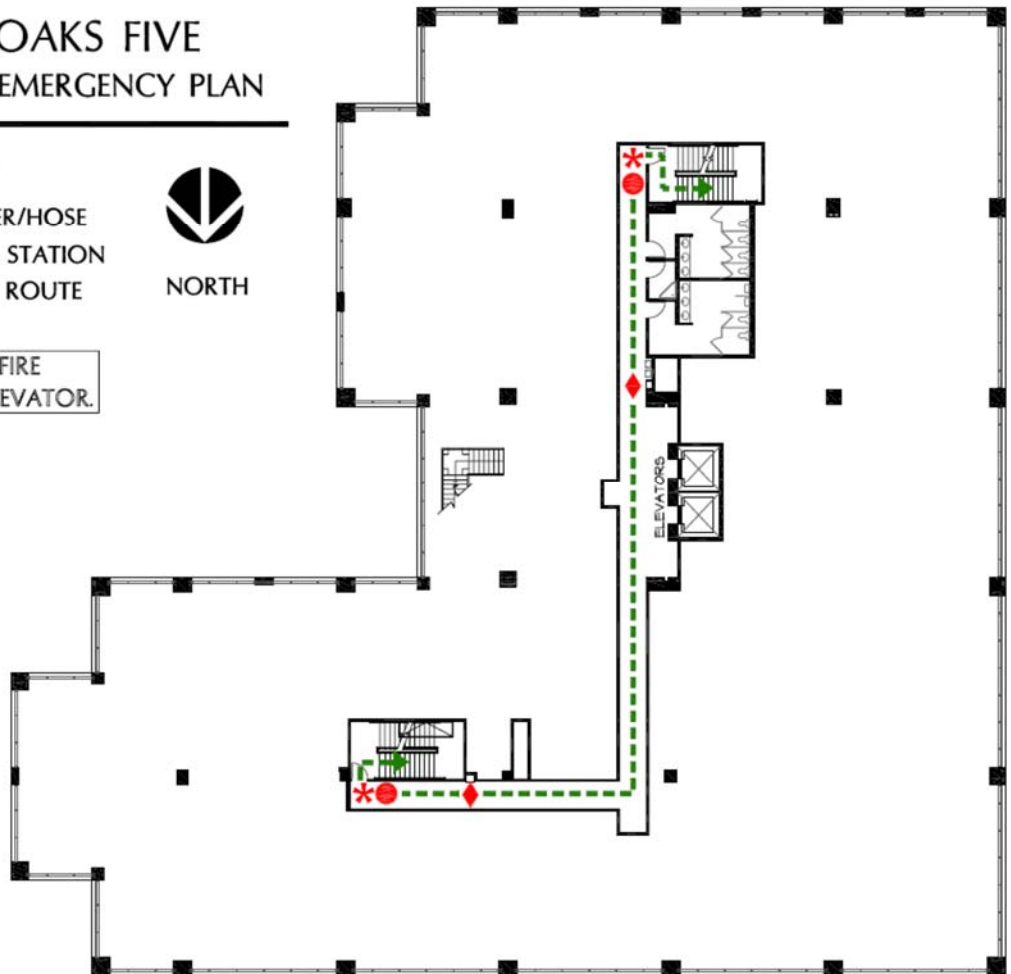 OAKS FIVE
EMERGENCY PLAN
ER/HOSE
STATION
ROUTE
NORTH
FIRE
EVATOR.
ELEVATORS